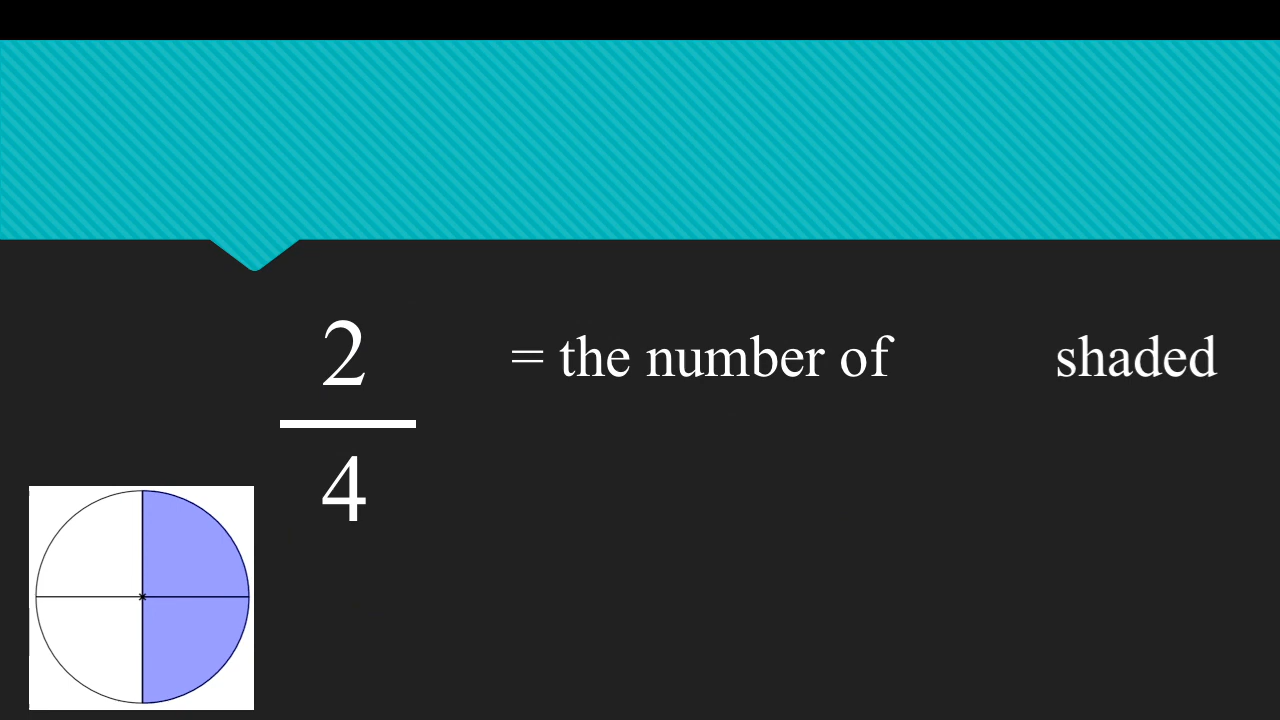 2 = the number of shaded
4